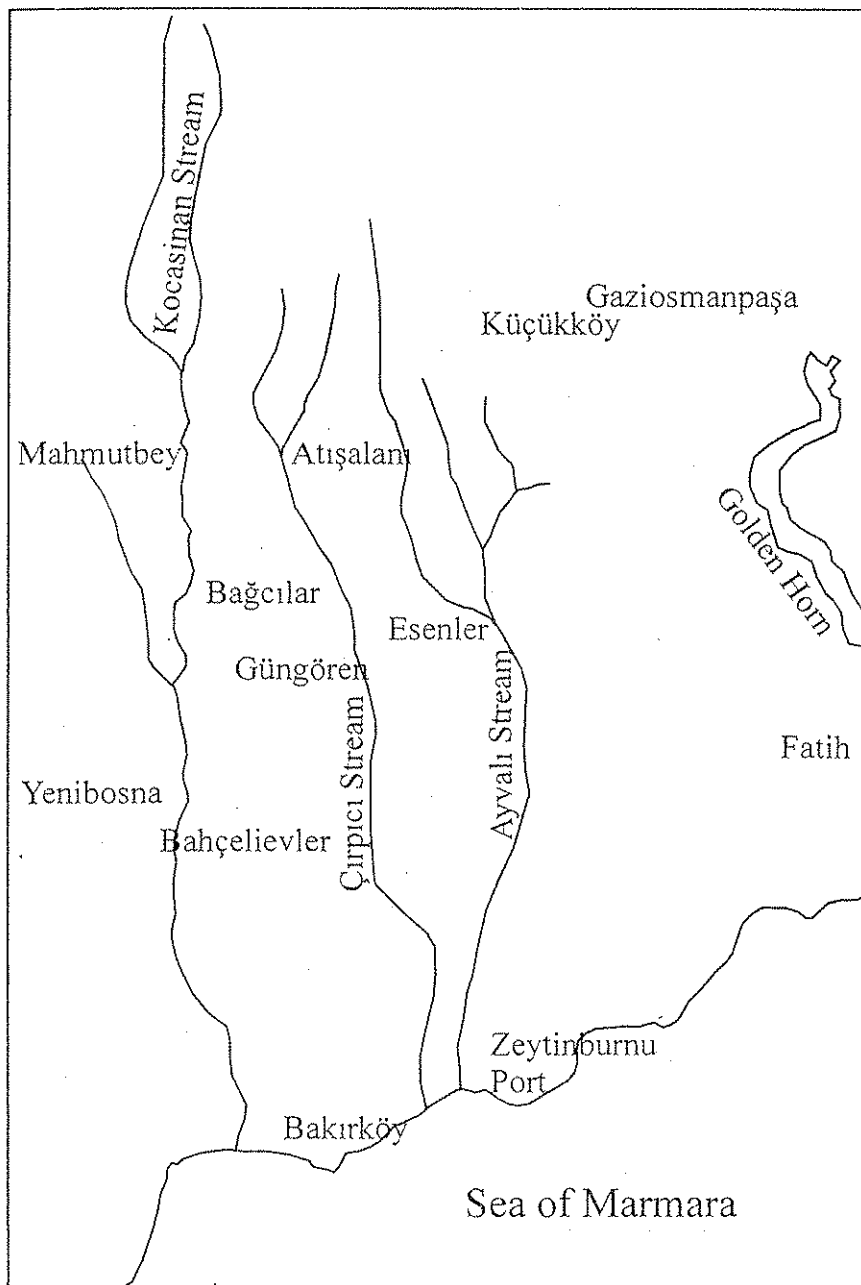 Kocasinan Stream
Gaziosmanpaşa
Küçükköy
Mahmutbey
Atışalanı
Golden Horn
Bağcılar
Esenler
Güngören
Çırpıcı Stream
Ayvalı Stream
Fatih
Yenibosna
Bahçelievler
Zeytinburnu
Port
Bakırköy
Sea of Marmara